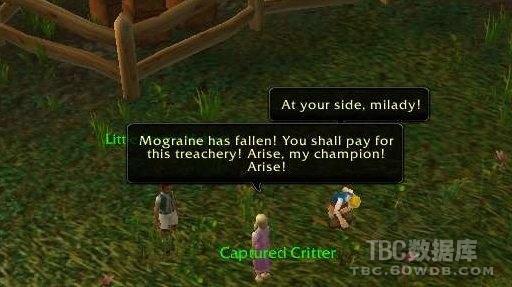 At your side, milady!
Mograine has fallen! You shall pay for
this treachery! Arise, my champion!
Arise!
Captured Critter
TBC数据库
TBC.60WDB.COM